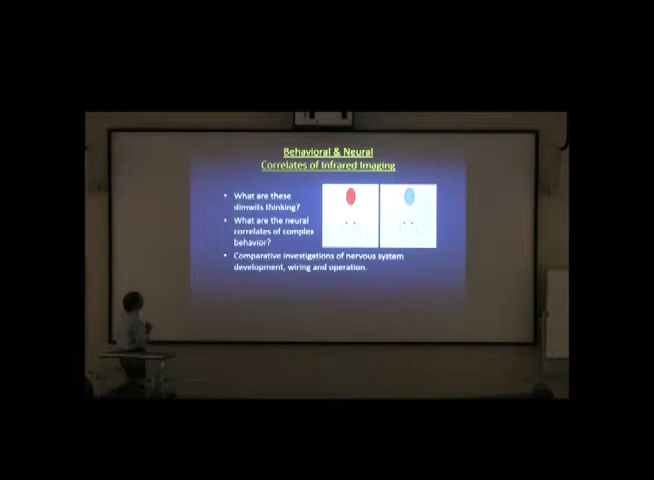 Behavioral & Neural
Correlates of Infrared Imaging
• What are these
dimwits thinking?
• What are the neural
correlates of complex
behavior?
• Comparative investigations of nervous system
development, wiring and operation.